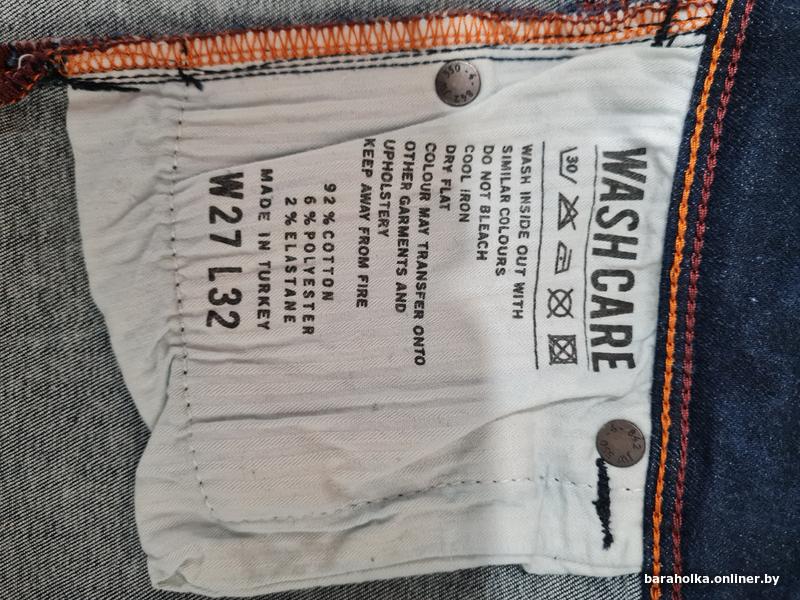 WASH CARE
30
WASH INSIDE OUT WITH
SIMILAR COLOURS
DO NOT BLEACH
COOL IRON
DRY FLAT
COLOUR MAY TRANSFER ONTO
OTHER GARMENTS AND
UPHOLSTERY
KEEP AWAY FROM FIRE
92% COTTON
6% POLYESTER
2% ELASTANE
MADE IN TURKEY
W27 L32
baraholka.onliner.by